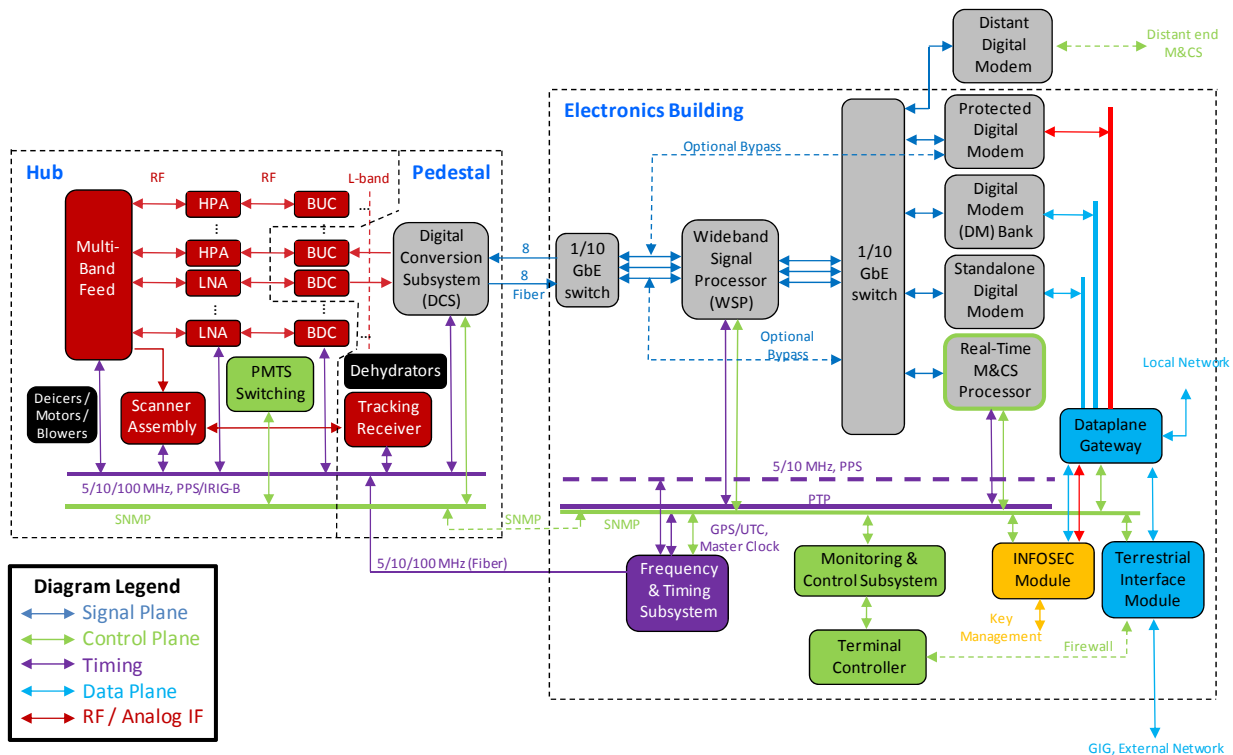 Distant
Digital
Modem
Distant end
M&CS
Electronics Building
Protected
Digital
Modem
Optional Bypass
Hub
Pedestal
RF
RF
L-band
HPA
BUC
...
Multi-
Band
Feed
HPA
BUC
LNA
BDC
LNA
BDC
...
Digital
Conversion
Subsystem
(DCS)
8
8
Fiber
1/10
GbE
switch
Wideband
Signal
Processor
(WSP)
1/10
GbE
switch
Digital
Modem
(DM) Bank
Standalone
Digital
Modem
Optional
Bypass
Real-Time
M&CS
Processor
Local Network
Deicers /
Motors /
Blowers
Scanner
Assembly
PMTS
Switching
Dehydrators
Tracking
Receiver
Dataplane
Gateway
5/10/100 MHz, PPS/IRIG-B
SNMP
SNMP
5/10 MHz, PPS
PTP
SNMP
GPS/UTC,
Master Clock
5/10/100 MHz (Fiber)
Frequency
& Timing
Subsystem
Monitoring &
Control Subsystem
INFOSEC
Module
Terrestrial
Interface
Module
Key
Management
Terminal
Controller
Firewall
GIG, External Network
Diagram Legend
Signal Plane
Control Plane
Timing
Data Plane
RF / Analog IF